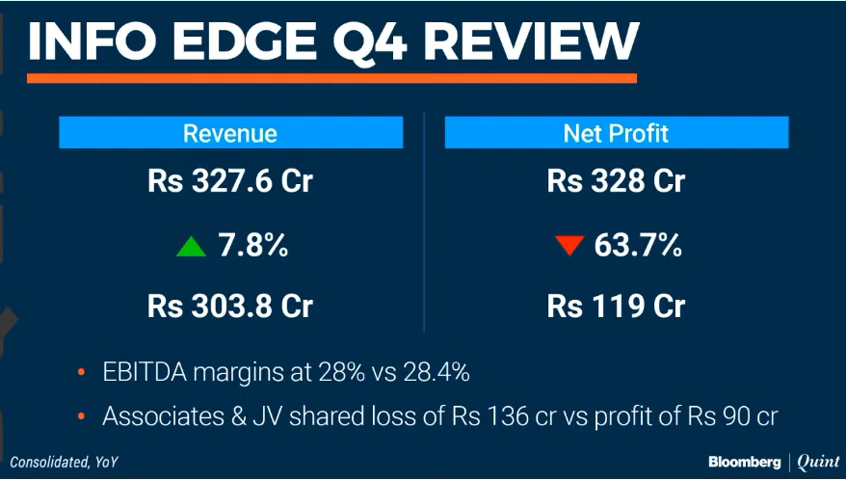 INFO EDGE Q4 REVIEW
Revenue
Rs 327.6 Cr
7.8%
Rs 303.8 Cr
Net Profit
Rs 328 Cr
63.7%
Rs 119 Cr
• EBITDA margins at 28% vs 28.4%
• Associates & JV shared loss of Rs 136 cr vs profit of Rs 90 cr
Consolidated, YoY
Bloomberg | Quint